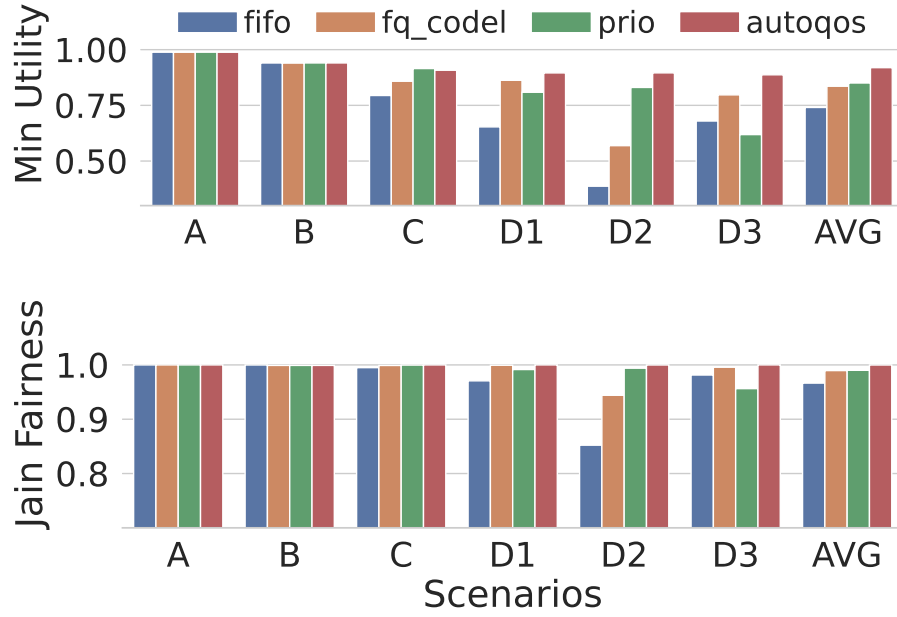 fifo fq_codel prio autoqos
Min Utility
1.00
0.75
0.50
A B C D1 D2 D3 AVG
Jain Fairness
1.0
0.9
0.8
A B C D1 D2 D3 AVG
Scenarios